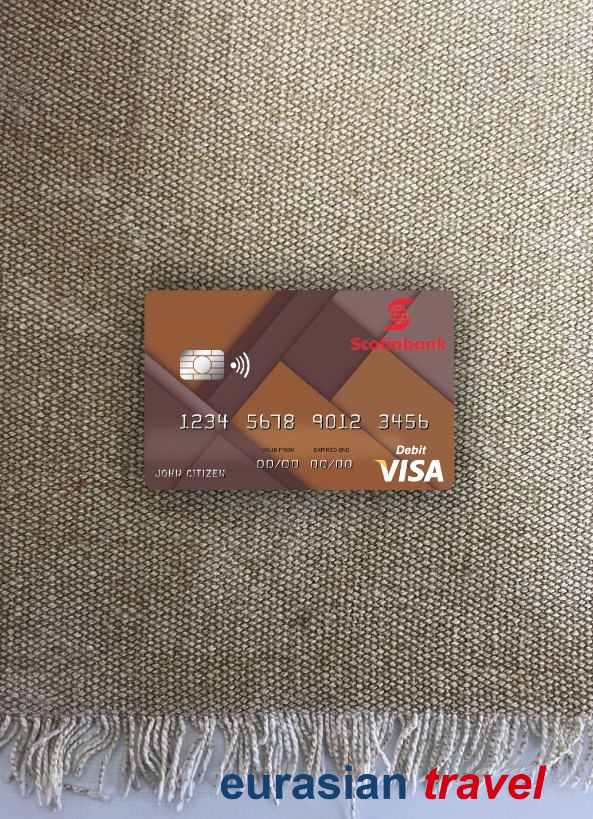 Scotiabank
1234 5678 9012 3456
VALID FROM EXPIRES END
00/00 00/00
JOHN CITIZEN
Debit
VISA
eurasian travel